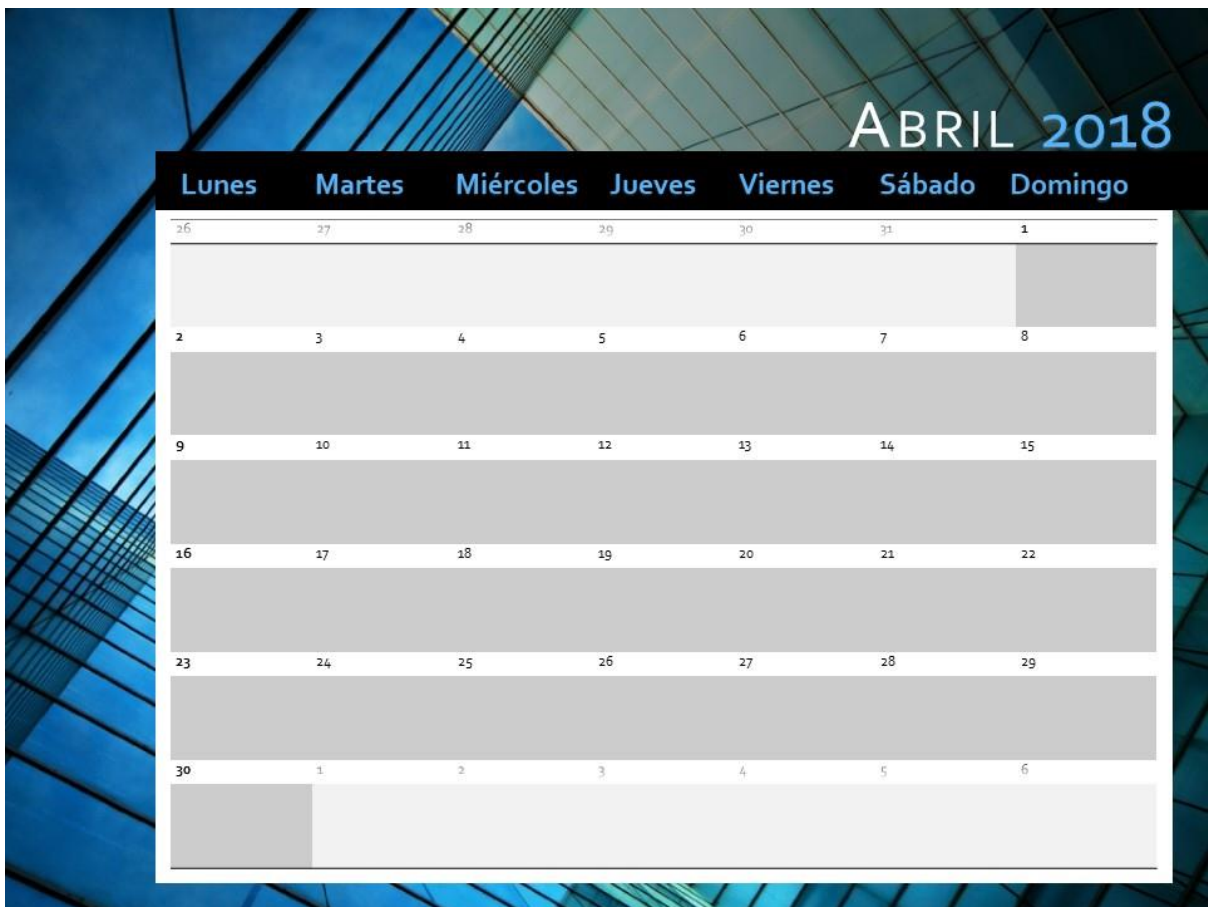 ABRIL 2018
Lunes Martes Miércoles Jueves Viernes Sábado Domingo
26 27 28 29 30 31 1
2 3 4 5 6 7 8
9 10 11 12 13 14 15
16 17 18 19 20 21 22
23 24 25 26 27 28 29
30 1 2 3 4 5 6